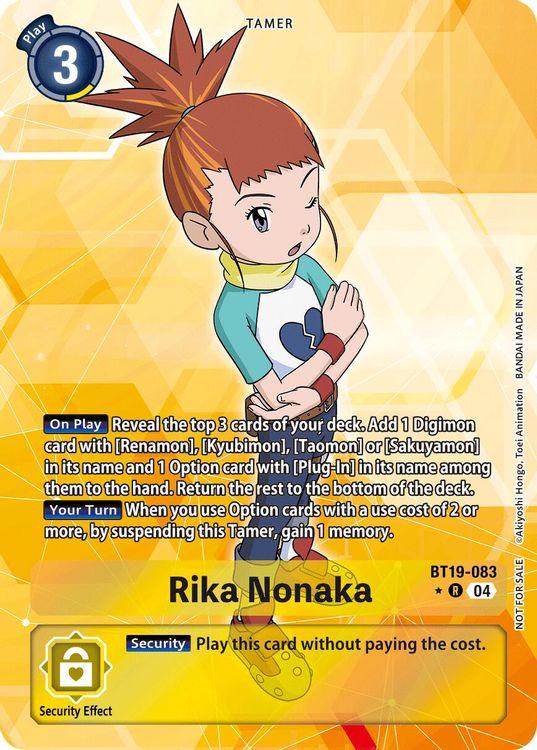 TAMER
Play
3
On Play Reveal the top 3 cards of your deck. Add 1 Digimon
card with [Renamon], [Kyubimon], [Taomon] or [Sakuyamon]
in its name and 1 Option card with [Plug-In] in its name among
them to the hand. Return the rest to the bottom of the deck.
Your Turn When you use Option cards with a use cost of 2 or
more, by suspending this Tamer, gain 1 memory.
Rika Nonaka
BT19-083
★ R 04
Security Play this card without paying the cost.
Security Effect
NOT FOR SALE ©Akiyoshi Hongo, Toei Animation BANDAI MADE IN JAPAN